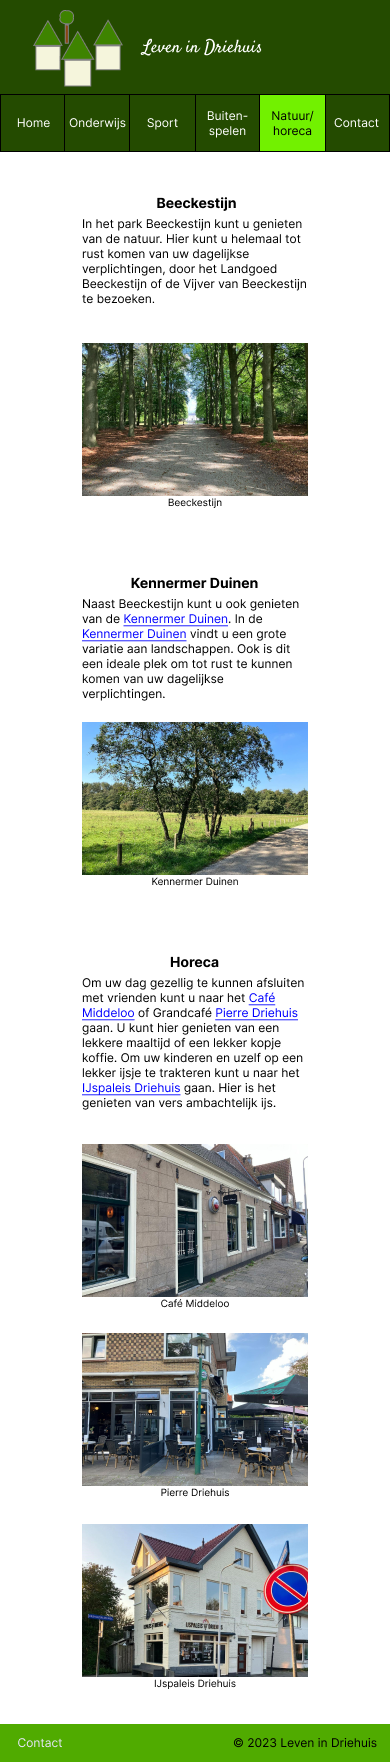 Leven in Driehuis
Home
Onderwijs
Sport
Buiten-
spelen
Natuur/
horeca
Contact
Beeckestijn
In het park Beeckestijn kunt u genieten
van de natuur. Hier kunt u helemaal tot
rust komen van uw dagelijkse
verplichtingen, door het Landgoed
Beeckestijn of de Vijver van Beeckestijn
te bezoeken.
Beeckestijn
Kennermer Duinen
Naast Beeckestijn kunt u ook genieten
van de Kennermer Duinen. In de
Kennermer Duinen vindt u een grote
variatie aan landschappen. Ook is dit
een ideale plek om tot rust te kunnen
komen van uw dagelijkse
verplichtingen.
Kennermer Duinen
Horeca
Om uw dag gezellig te kunnen afsluiten
met vrienden kunt u naar het Café
Middeloo of Grandcafé Pierre Driehuis
gaan. U kunt hier genieten van een
lekkere maaltijd of een lekker kopje
koffie. Om uw kinderen en uzelf op een
lekker ijsje te trakteren kunt u naar het
IJspaleis Driehuis gaan. Hier is het
genieten van vers ambachtelijk ijs.
Café Middeloo
Pierre Driehuis
IJSPALEIS
IJspaleis Driehuis
Contact
© 2023 Leven in Driehuis